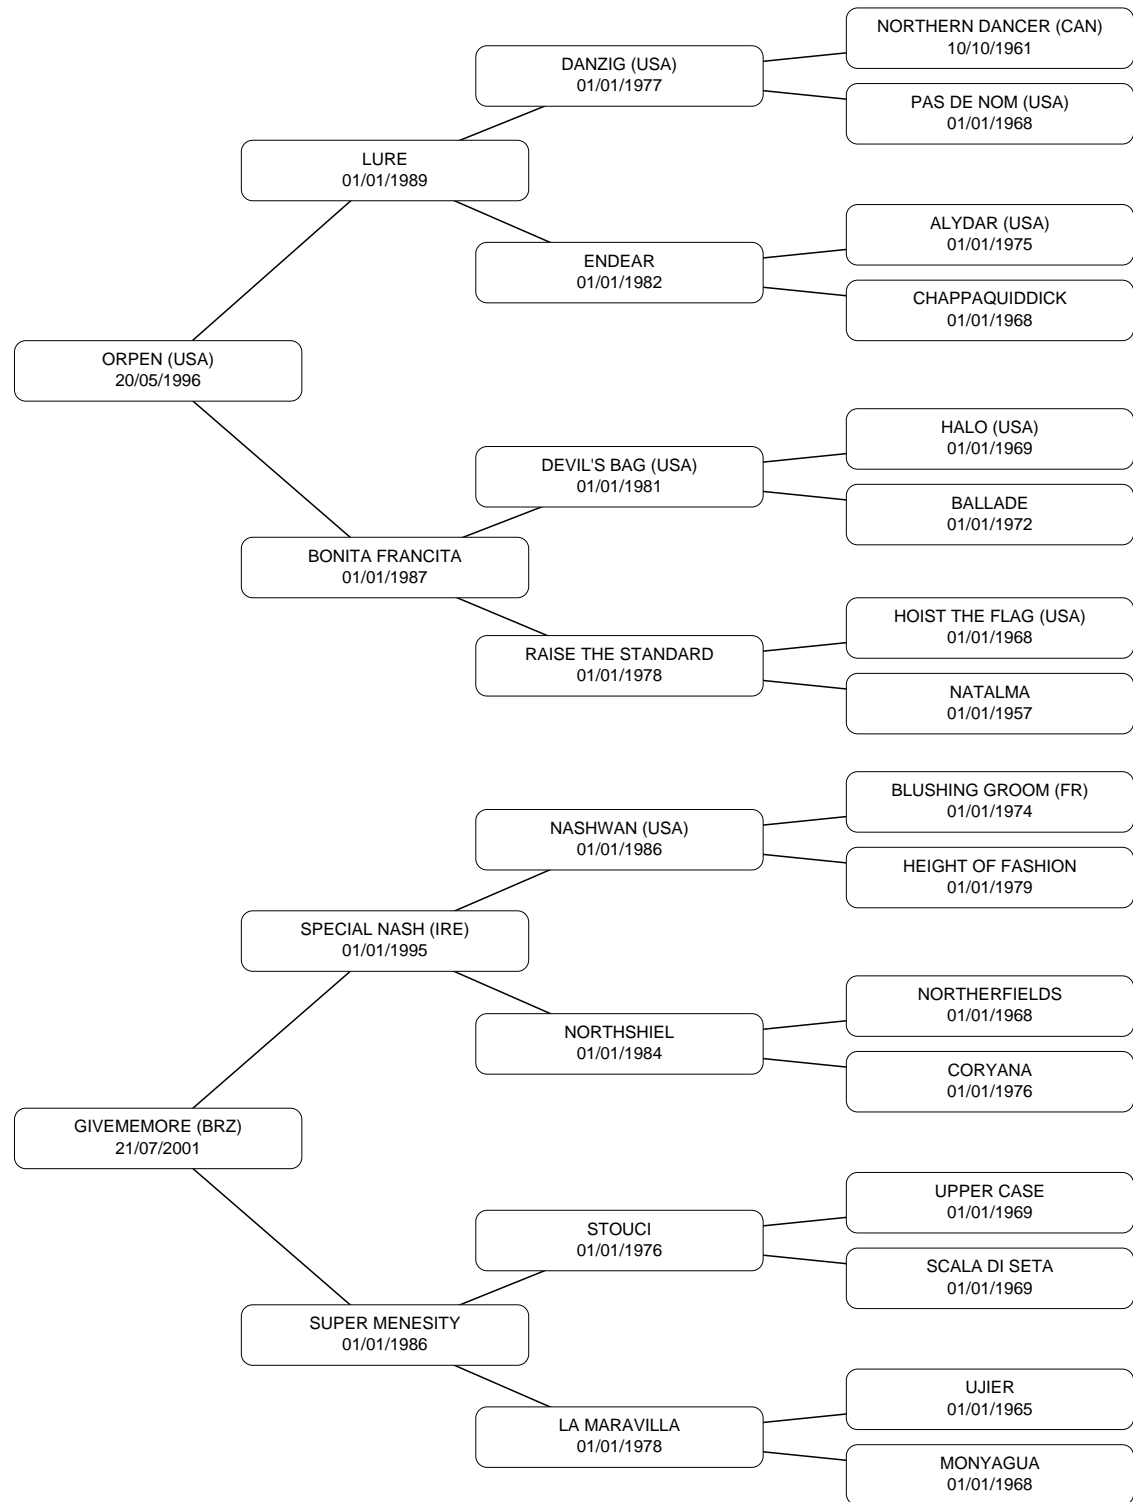 NORTHERN DANCER (CAN)
10/10/1961
DANZIG (USA)
01/01/1977
PAS DE NOM (USA)
01/01/1968
LURE
01/01/1989
ALYDAR (USA)
01/01/1975
ENDEAR
01/01/1982
CHAPPAQUIDDICK
01/01/1968
ORPEN (USA)
20/05/1996
HALO (USA)
01/01/1969
DEVIL'S BAG (USA)
01/01/1981
BALLADE
01/01/1972
BONITA FRANCITA
01/01/1987
HOIST THE FLAG (USA)
01/01/1968
RAISE THE STANDARD
01/01/1978
NATALMA
01/01/1957
BLUSHING GROOM (FR)
01/01/1974
NASHWAN (USA)
01/01/1986
HEIGHT OF FASHION
01/01/1979
SPECIAL NASH (IRE)
01/01/1995
NORTHERFIELDS
01/01/1968
NORTHSHIEL
01/01/1984
CORYANA
01/01/1976
GIVEMEMORE (BRZ)
21/07/2001
UPPER CASE
01/01/1969
STOUCI
01/01/1976
SCALA DI SETA
01/01/1969
SUPER MENESITY
01/01/1986
UJIER
01/01/1965
LA MARAVILLA
01/01/1978
MONYAGUA
01/01/1968